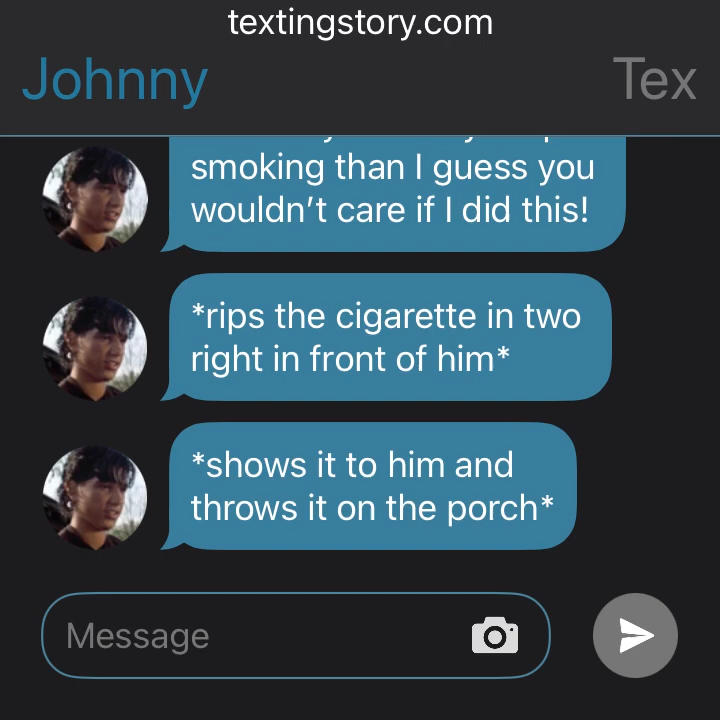 textingstory.com
Johnny
Tex
smoking than I guess you
wouldn’t care if I did this!
*rips the cigarette in two
right in front of him*
*shows it to him and
throws it on the porch*
Message